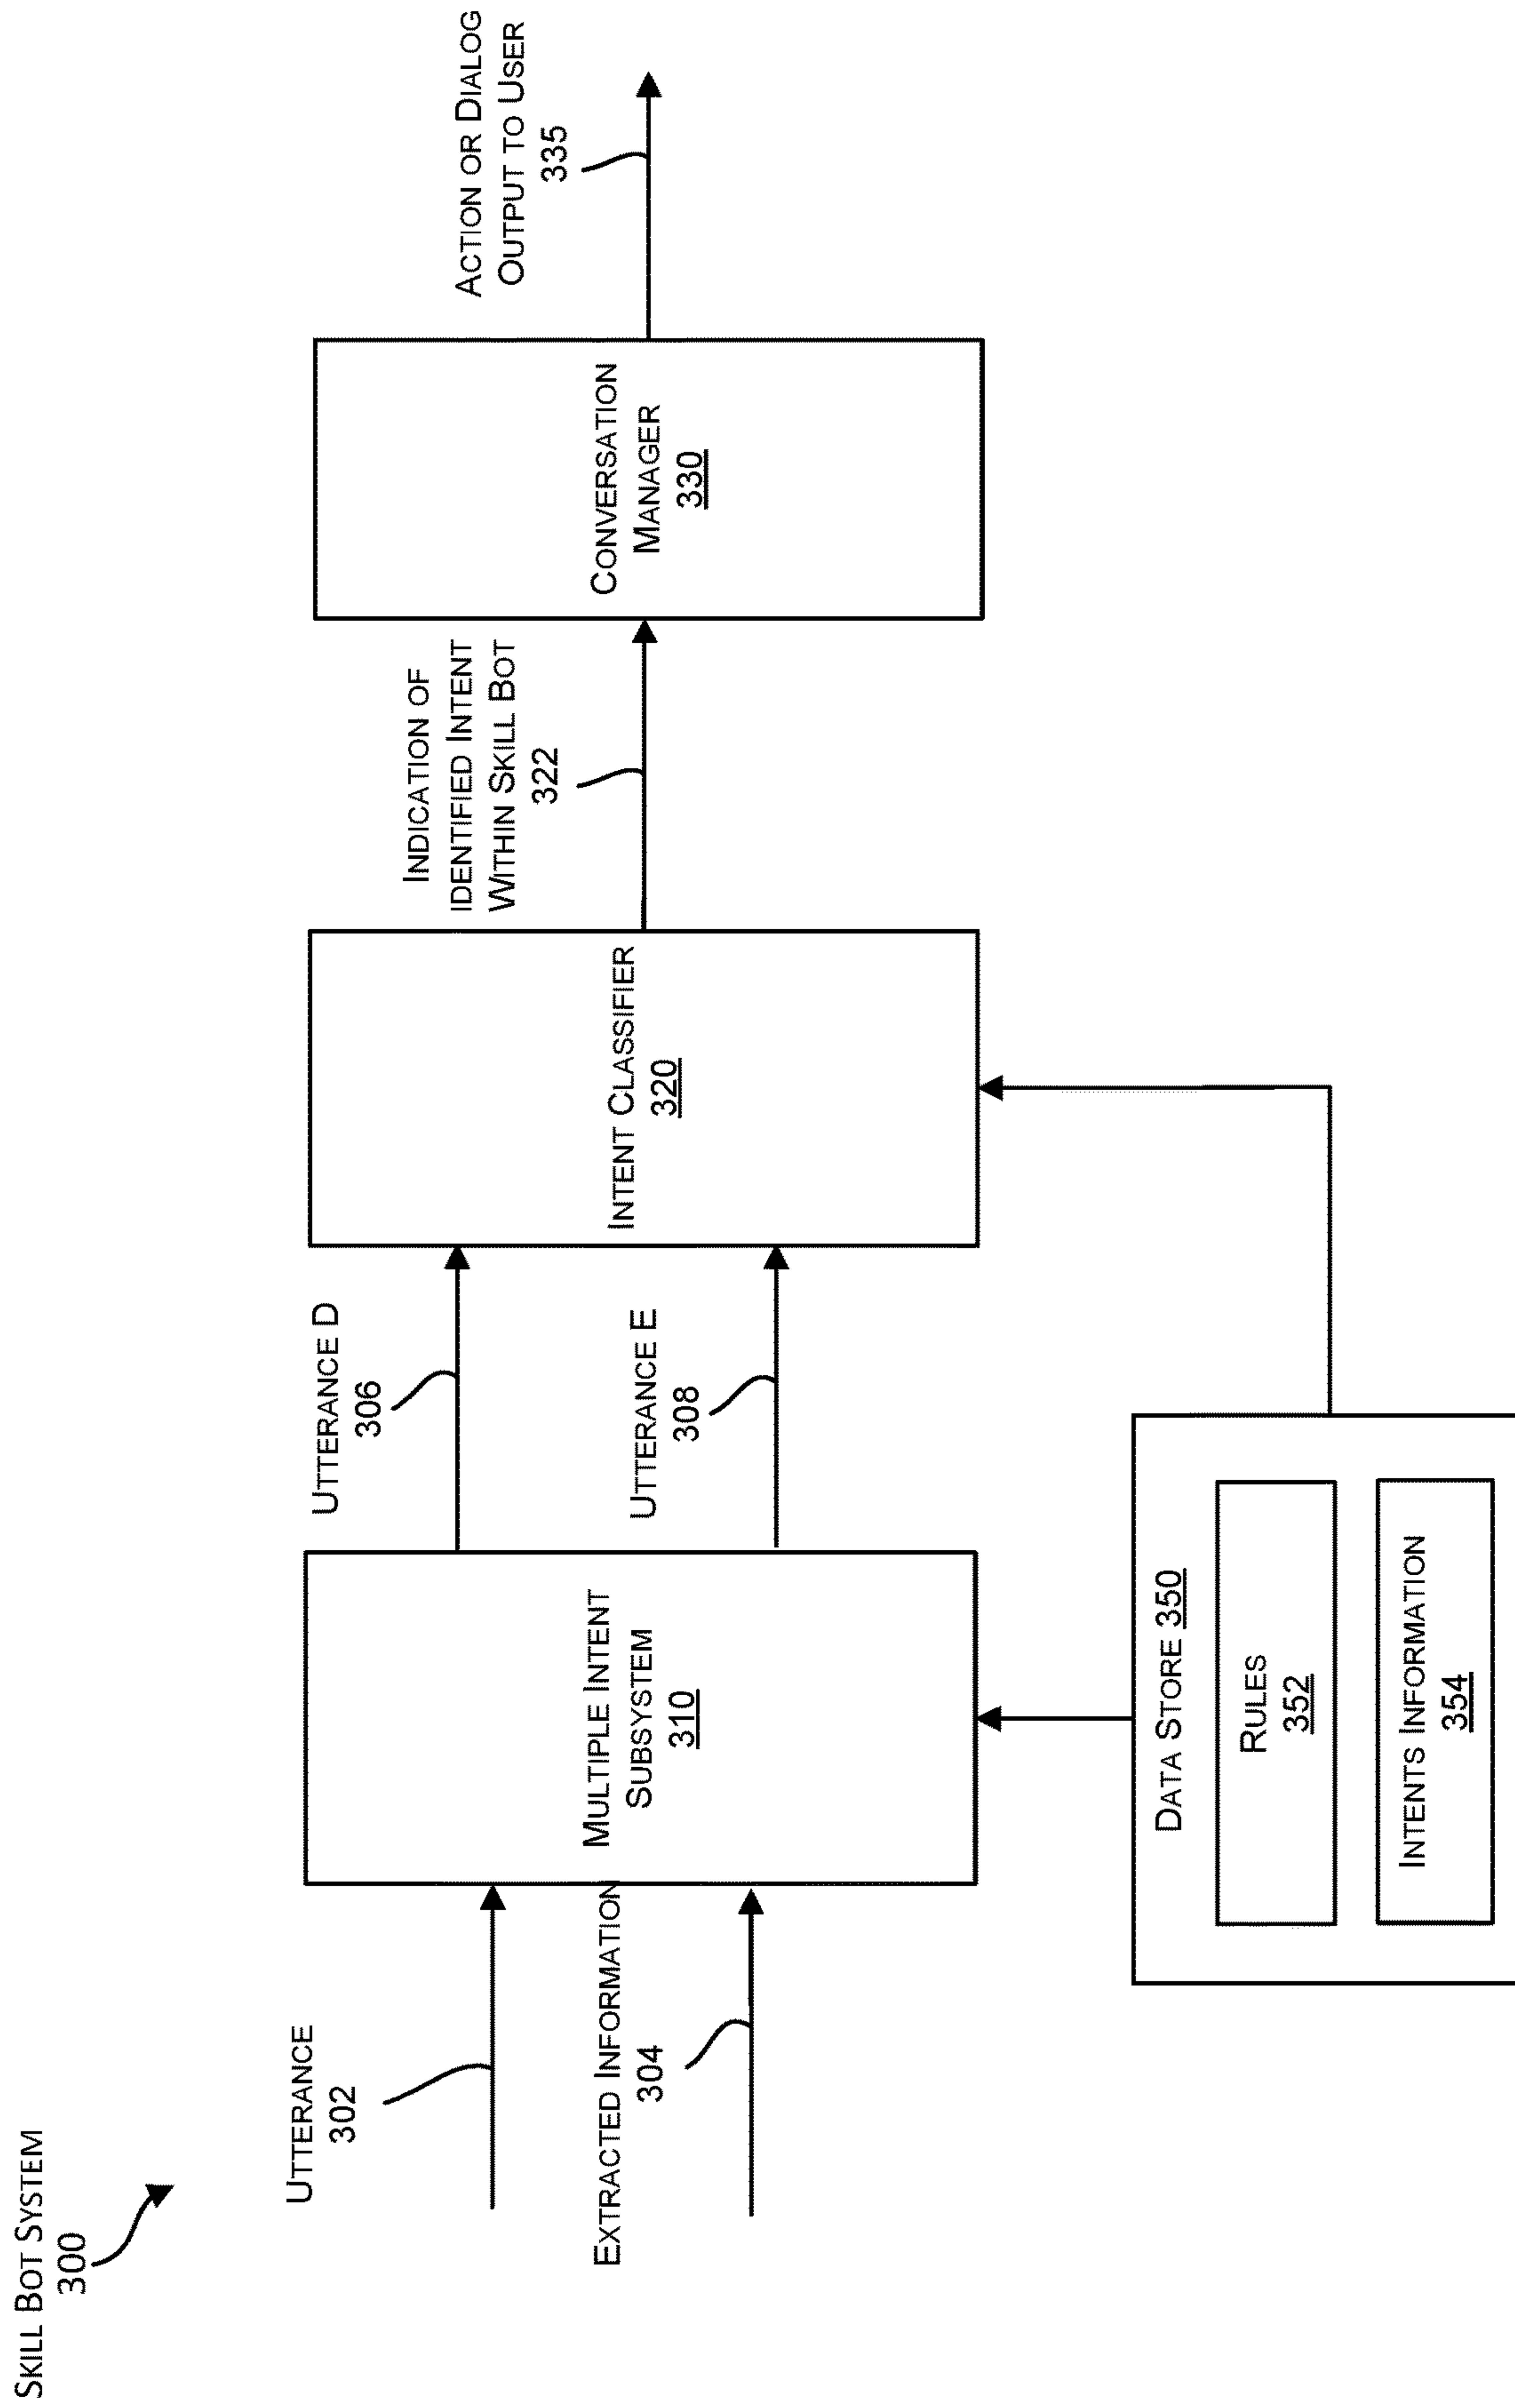 SKILL BOT SYSTEM
300
UTTERANCE
302
EXTRACTED INFORMATION
304
MULTIPLE INTENT
SUBSYSTEM
310
UTTERANCE D
306
UTTERANCE E
308
INTENT CLASSIFIER
320
INDICATION OF
IDENTIFIED INTENT
WITHIN SKILL BOT
322
CONVERSATION
MANAGER
330
ACTION OR DIALOG
OUTPUT TO USER
335
DATA STORE 350
RULES
352
INTENTS INFORMATION
354